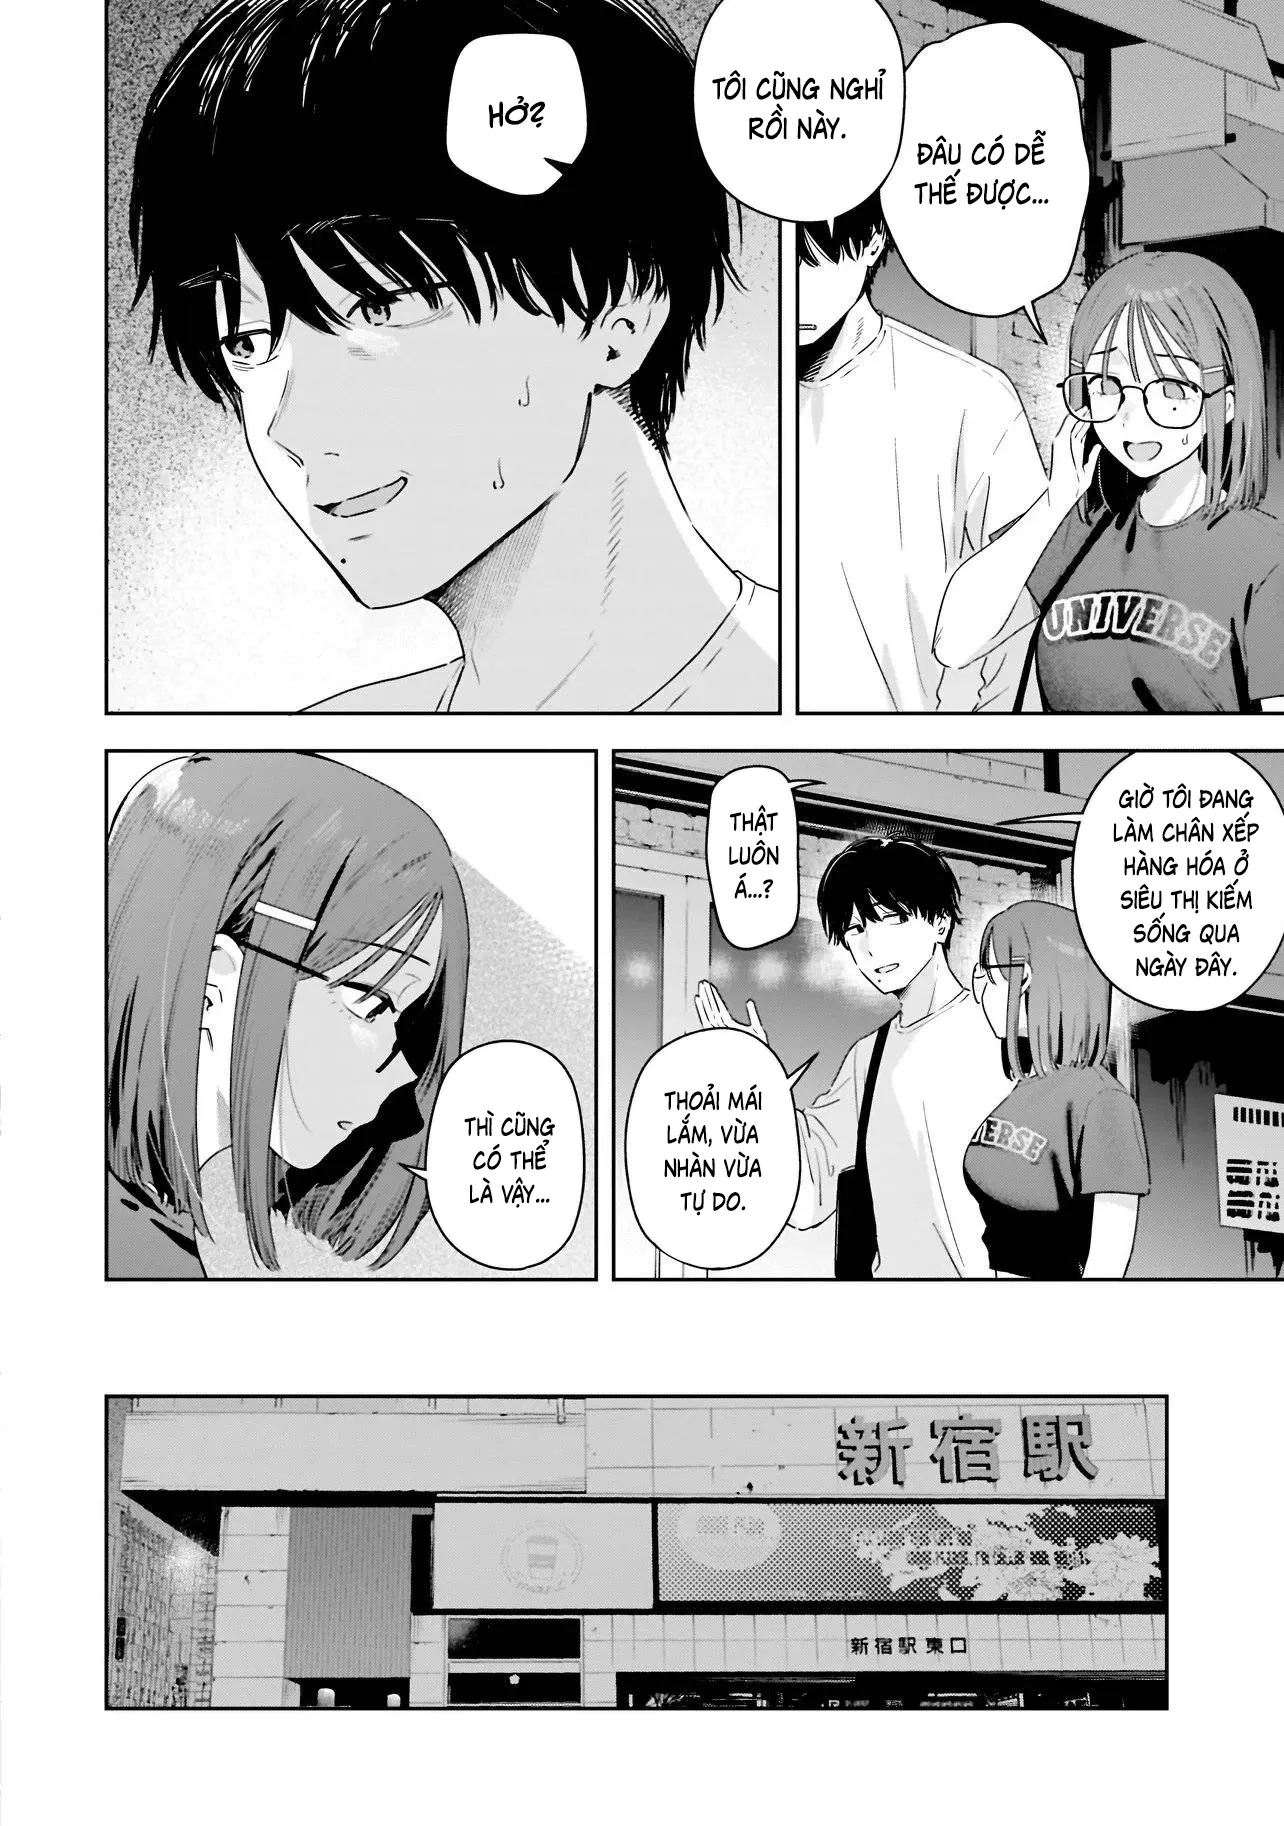 ĐÂU CÓ DỄ
THẾ ĐƯỢC...
TÔI CŨNG NGHỈ
RỒI NÀY.
HỞ?
UNIVERSE
GIỜ TÔI ĐANG
LÀM CHÂN XẾP
HÀNG HÓA Ở
SIÊU THỊ KIẾM
SỐNG QUA
NGÀY ĐÂY.
THẬT
LUÔN
Á...?
THOẢI MÁI
LẮM, VỪA
NHÀN VỪA
TỰ DO.
ERSE
THÌ CŨNG
CÓ THỂ
LÀ VẬY...
新宿駅
新宿駅東口